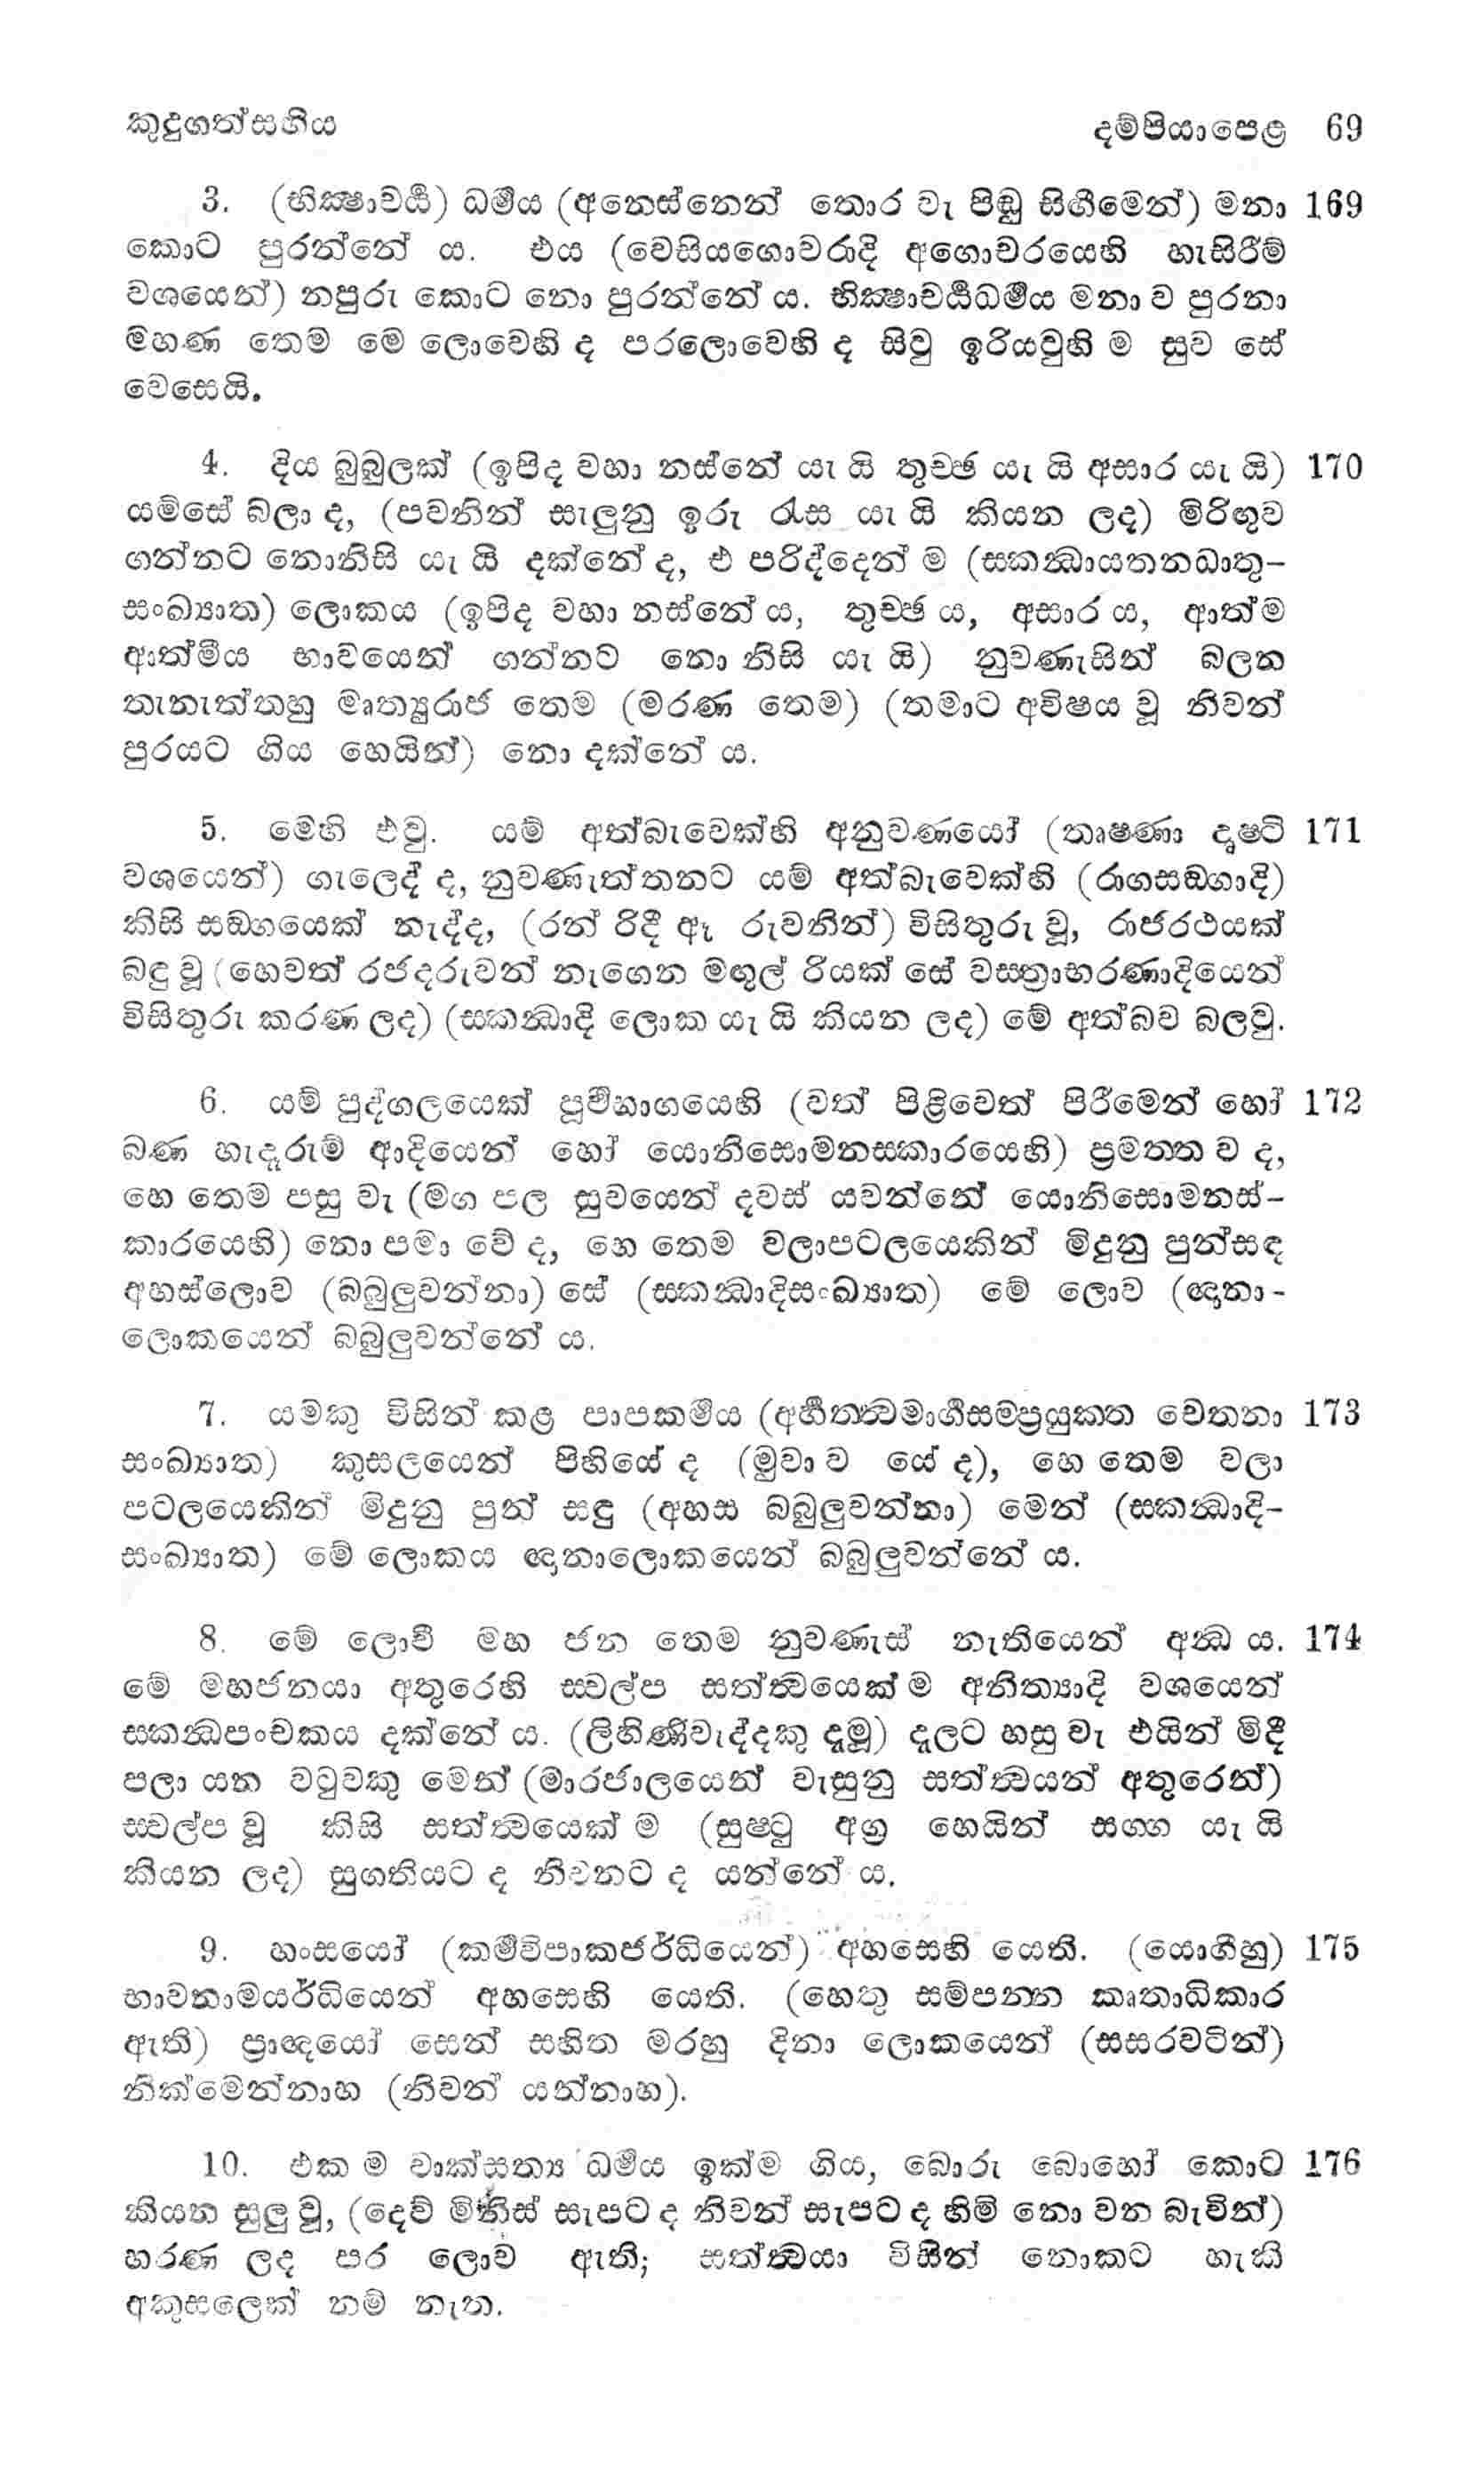 කුදුගත්සඟිය දම්පියාපෙළ 69
3. (භික්‍ෂාචර්‍ය්‍ය) ධර්‍මය (අනෙස්නෙන් තොර වැ පිඬු සිඟීමෙන්) මනා 169
කොට පුරන්නේ ය. එය (වෙසියගොචරාදි අගොචරයෙහි හැසිරීම්
වශයෙන්) නපුරු කොට නො පුරන්නේ ය. භික්‍ෂාචර්‍ය්‍යධර්‍මය මනා ව පුරනා
මහණ තෙම මෙ ලොවෙහි ද පරලොවෙහි ද සිවු ඉරියවුහි ම සුව සේ
වෙසෙයි.
4. දිය බුබුලක් (ඉපිද වහා නස්නේ යැ යි තුච්ඡ යැ යි අසාර යැ යි) 170
යම්සේ බලා ද, (පවනින් සැලුනු ඉරු රැස යැ යි කියන ලද) මිරිඟුව
ගන්නට නොනිසි යැ යි දක්නේ ද, එ පරිද්දෙන් ම (සකන්‍ධායතනධාතු-
සංඛ්‍යාත) ලොකය (ඉපිද වහා නස්නේ ය, තුච්ඡ ය, අසාර ය, ආත්ම
ආත්මීය භාවයෙන් ගන්නට නො නිසි යැ යි) නුවණැසින් බලන
තැනැත්තහු මෘත්‍යුරාජ තෙම (මරණ තෙම) (තමාට අවිෂය වූ නිවන්
පුරයට ගිය හෙයින්) නො දක්නේ ය.
5. මෙහි එවු. යම් අත්බැවෙක්හි අනුවණයෝ (තෘෂණා දෘෂටි 171
වශයෙන්) ගැලෙද් ද, නුවණැත්තනට යම් අත්බැවෙක්හි (රාගසඞ්ගාදි)
කිසි සඞ්ගයෙක් නැද්ද, (රන් රිදී ඈ රුවනින්) විසිතුරු වූ, රාජරථයක්
බඳු වූ (හෙවත් රජදරුවන් නැගෙන මඟුල් රියක් සේ වස්ත්‍රාභරණාදියෙන්
විසිතුරු කරණ ලද) (සකන්‍ධාදි ලොක යැ යි කියන ලද) මේ අත්බව බලවු.
6. යම් පුද්ගලයෙක් පූර්‍වභාගයෙහි (වත් පිළිවෙත් පිරීමෙන් හෝ 172
බණ හැදෑරුම් ආදියෙන් හෝ යොනිසොමනසකාරයෙහි) ප්‍රමත්ත ව ද,
හෙ තෙම පසු වැ (මග පල සුවයෙන් දවස් යවන්නේ යොනිසොමනස්-
කාරයෙහි) නො පමා වේ ද, හෙ තෙම වලාපටලයෙකින් මිදුනු පුන්සඳ
අහස්ලොව (බබුලුවන්නා) සේ (සකන්‍ධාදිසංඛ්‍යාත) මේ ලොව (ඥානා-
ලොකයෙන් බබුලුවන්නේ ය.
7. යමකු විසින් කළ පාපකර්‍මය (අර්‍හත්ත්‍වමාර්‍ගසම්ප්‍රයුක්ත චෙතනා 173
සංඛ්‍යාත) කුසලයෙන් පිහියේ ද (මුවා ව යේ ද), හෙ තෙම වලා
පටලයෙකින් මිදුනු පුන් සඳු (අහස බබුලුවන්නා) මෙන් (සකන්‍ධාදි-
සංඛ්‍යාත) මේ ලොකය ඥානාලොකයෙන් බබුලුවන්නේ ය.
8. මේ ලොවී මහ ජන තෙම නුවණැස් නැතියෙන් අන්‍ධ ය. 174
මේ මහජනයා අතුරෙහි ස්වල්ප සත්ත්‍වයෙක් ම අනිත්‍යාදි වශයෙන්
සකන්‍ධපංචකය දක්නේ ය. (ලිහිණිවැද්දකු දැමූ) දැලට හසු වැ එයින් මිදී
පලා යන වටුවකු මෙන් (මාරජාලයෙන් වැසුනු සත්ත්‍වයන් අතුරෙන්)
ස්වල්ප වූ කිසි සත්ත්‍වයෙක් ම (සුෂටු අග්‍ර හෙයින් සග්ග යැ යි
කියන ලද) සුගතියට ද නිවනට ද යන්නේ ය.
9. හංසයෝ (කර්‍මවිපාකජර්ධියෙන්) අහසෙහි යෙති. (යොගීහු) 175
භාවනාමයර්ධියෙන් අහසෙහි යෙති. (හෙතු සම්පන්න කෘතාධිකාර
ඇති) ප්‍රාඥයෝ සෙන් සහිත මරහු දිනා ලොකයෙන් (සසරවටින්)
නික්මෙන්නාහ (නිවන් යන්නාහ).
10. එක ම වාක්සත්‍ය ධර්‍මය ඉක්ම ගිය, බොරු බොහෝ කොට 176
කියන සුලු වූ, (දෙව් මිනිස් සැපට ද නිවන් සැපට ද හිමි නො වන බැවින්)
හරණ ලද පර ලොව ඇති; සත්ත්‍වයා විසින් නොකට හැකි
අකුසලෙක් නම් නැත.